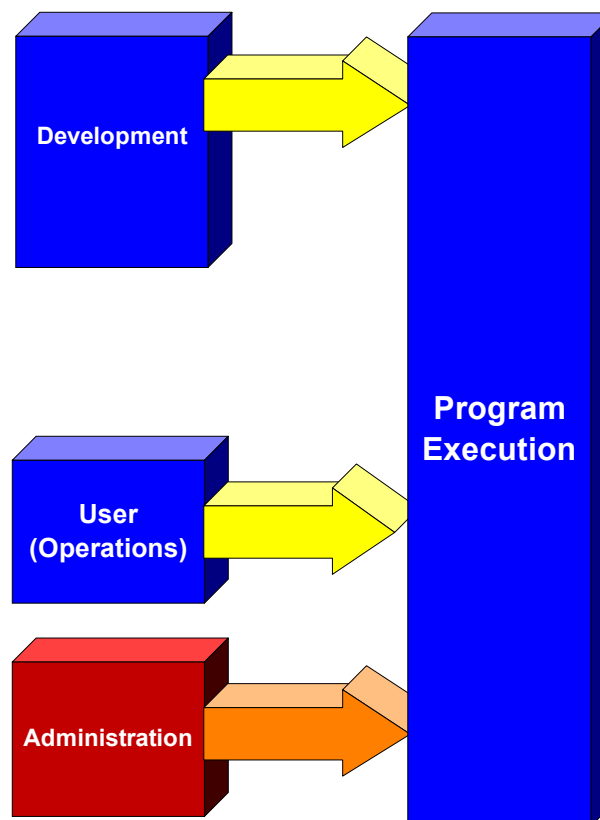 Development
Program
Execution
User
(Operations)
Administration